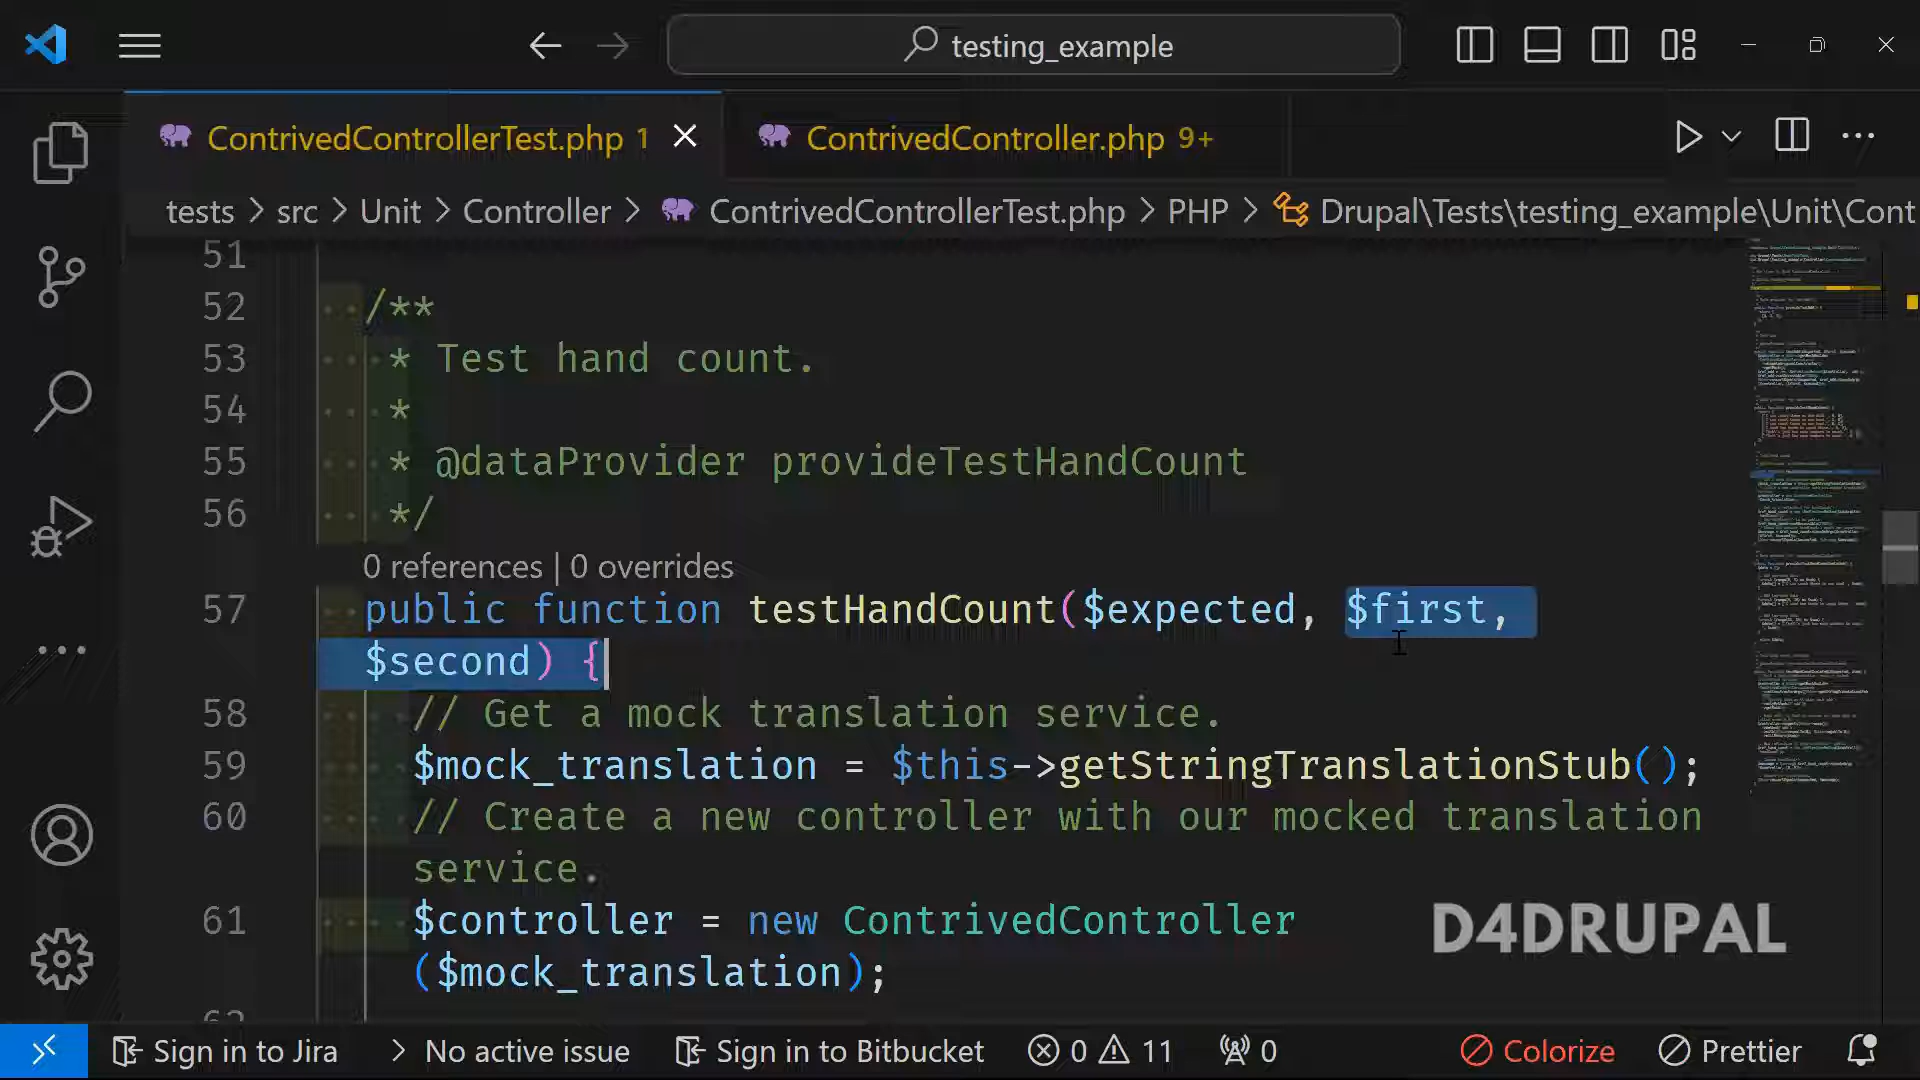 testing_example
ContrivedControllerTest.php 1
ContrivedController.php 9+
tests > src > Unit > Controller > ContrivedControllerTest.php > PHP > Drupal\Tests\testing_example\Unit\Cont
51
52 /**
53 * Test hand count.
54 *
55 * @dataProvider provideTestHandCount
56 */
0 references | 0 overrides
57 public function testHandCount($expected, $first,
$second) {
58 // Get a mock translation service.
59 $mock_translation = $this->getStringTranslationStub();
60 // Create a new controller with our mocked translation
service.
61 $controller = new ContrivedController
($mock_translation);
D4DRUPAL
Sign in to Jira > No active issue Sign in to Bitbucket 0 11 0 Colorize Prettier